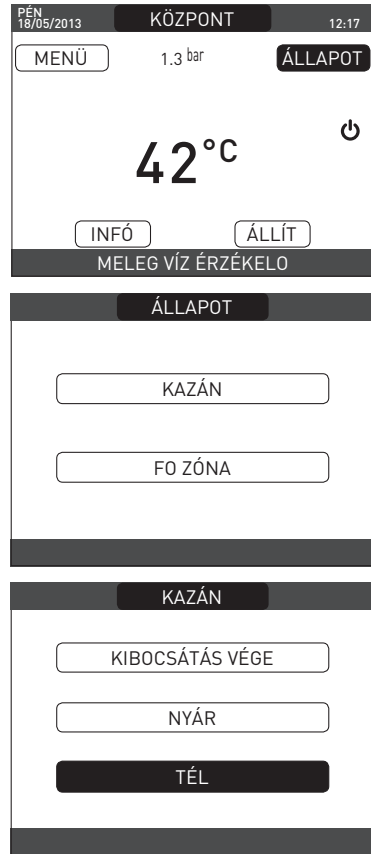 PÉN
18/05/2013 KÖZPONT 12:17
MENÜ 1.3 bar ÁLLAPOT
42°C
INFÓ ÁLLÍT
MELEG VÍZ ÉRZÉKELO
ÁLLAPOT
KAZÁN
FO ZÓNA
KAZÁN
KIBOCSÁTÁS VÉGE
NYÁR
TÉL